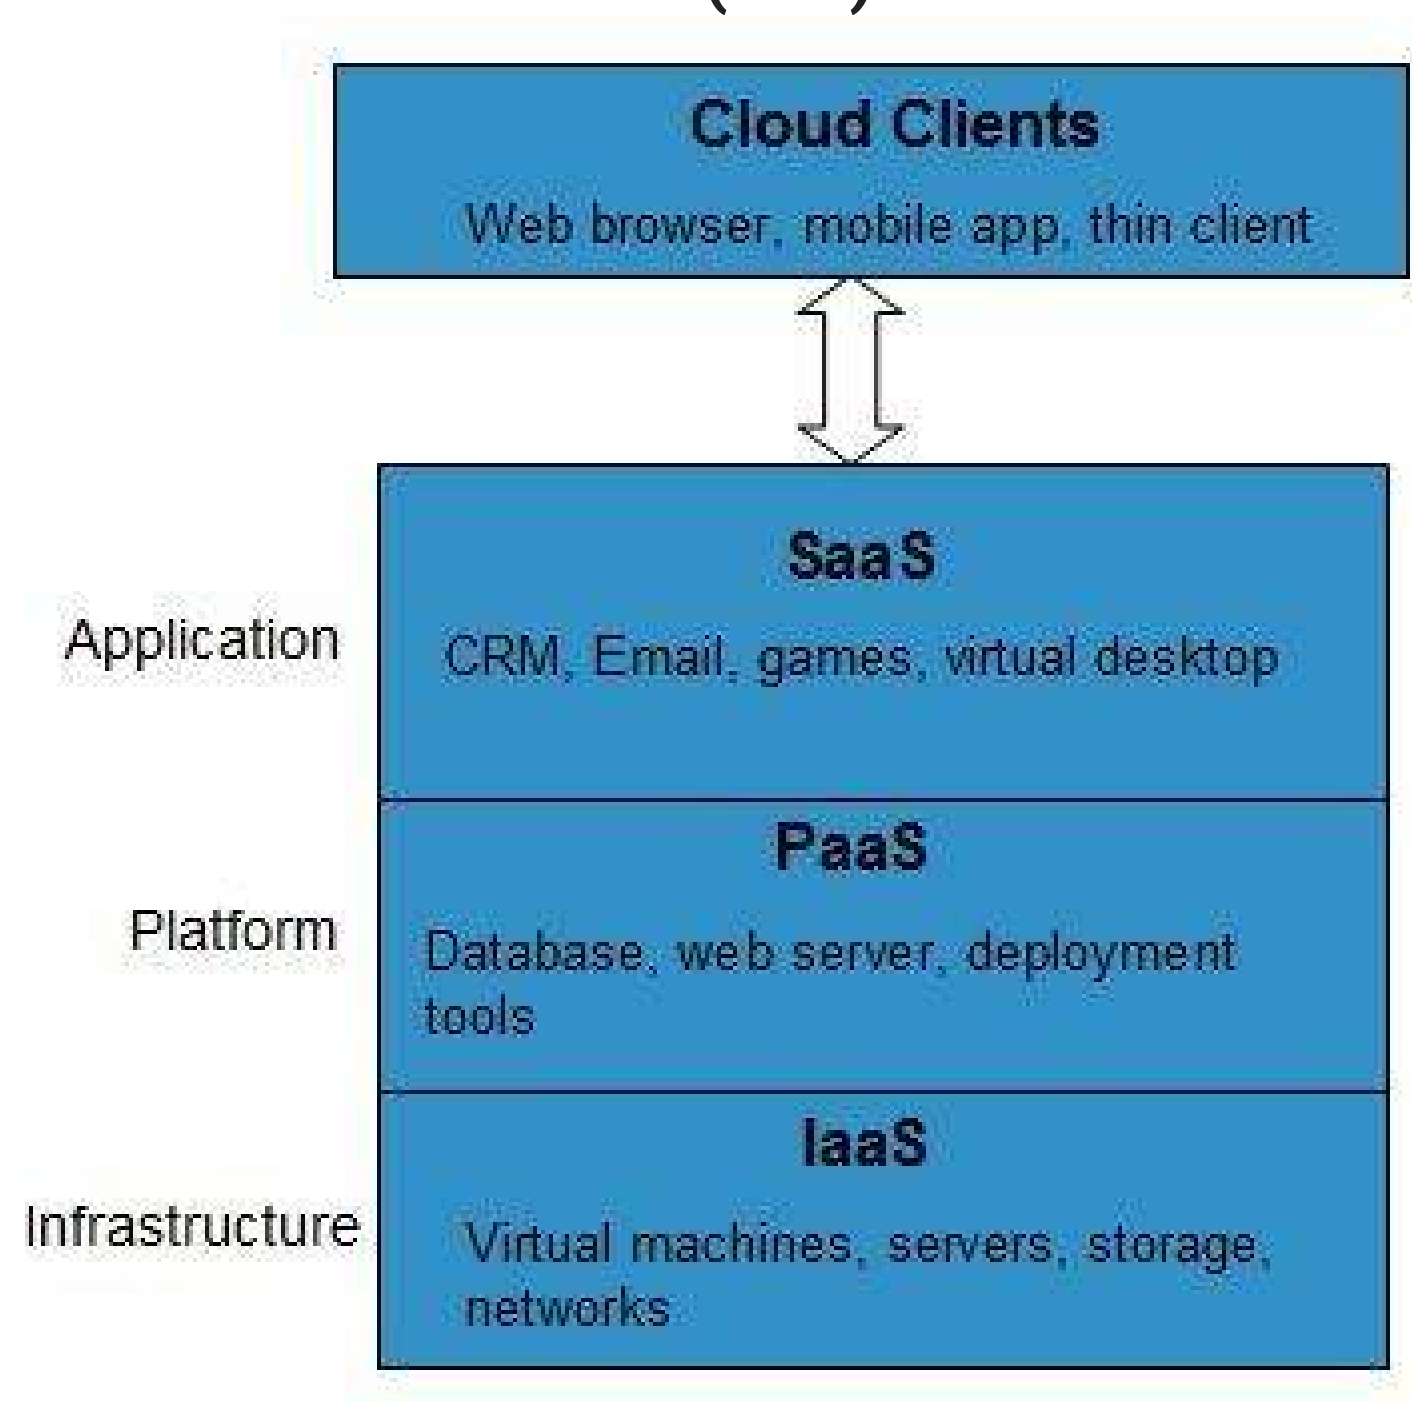 Cloud Clients
Web browser, mobile app, thin client
SaaS
Application
CRM, Email, games, virtual desktop
PaaS
Platform
Database, web server, deployment
tools
IaaS
Infrastructure
Virtual machines, servers, storage,
networks